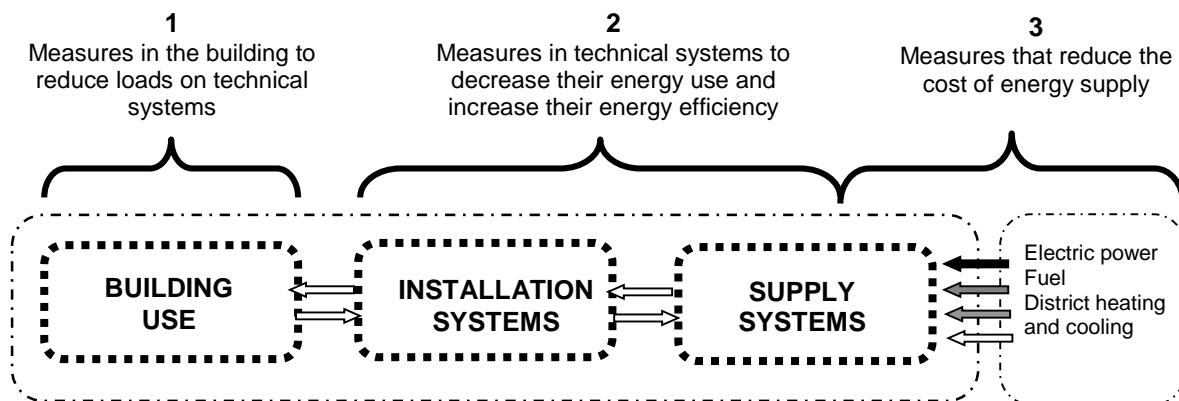 1
Measures in the building to
reduce loads on technical
systems
2
Measures in technical systems to
decrease their energy use and
increase their energy efficiency
3
Measures that reduce the
cost of energy supply
BUILDING
USE
INSTALLATION
SYSTEMS
SUPPLY
SYSTEMS
Electric power
Fuel
District heating
and cooling